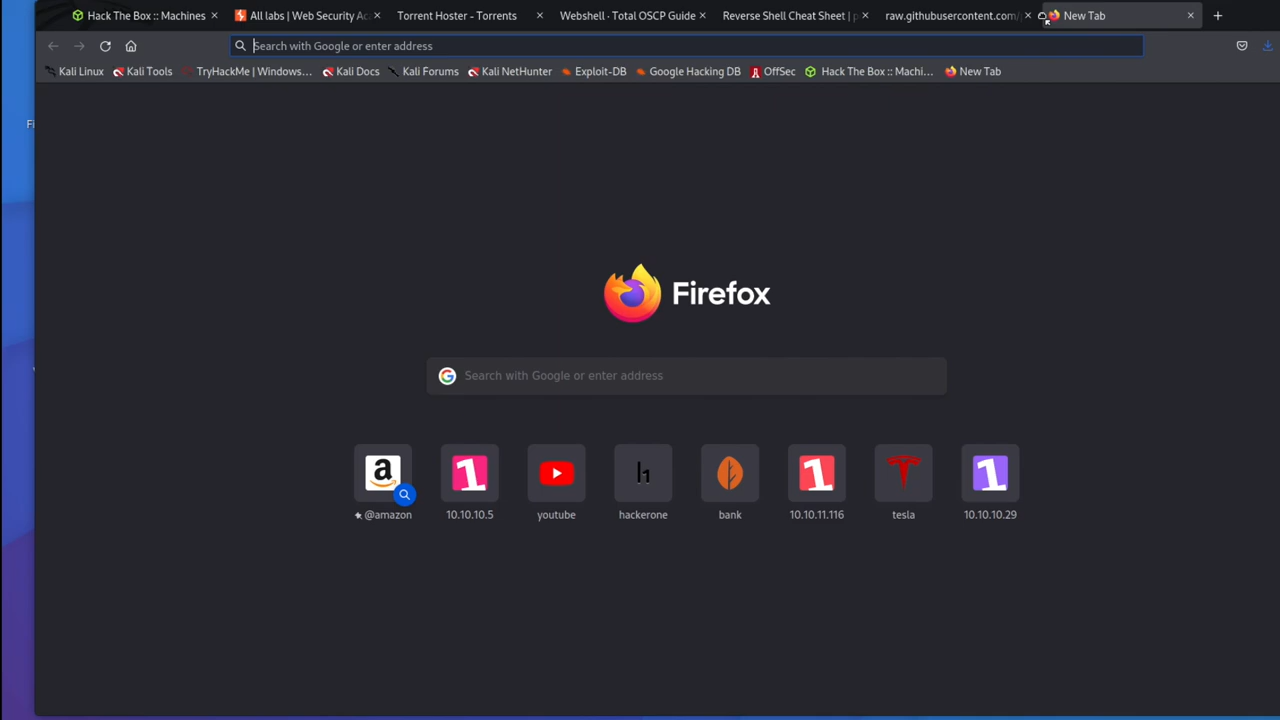 Hack The Box :: Machines
All labs | Web Security Ac
Torrent Hoster - Torrents
Webshell · Total OSCP Guide
Reverse Shell Cheat Sheet | p
raw.githubusercontent.com/
New Tab
Search with Google or enter address
Kali Linux
Kali Tools
TryHackMe | Windows…
Kali Docs
Kali Forums
Kali NetHunter
Exploit-DB
Google Hacking DB
OffSec
Hack The Box :: Machi…
New Tab
Fi
Firefox
Search with Google or enter address
@amazon
10.10.10.5
youtube
hackerone
bank
10.10.11.116
tesla
10.10.10.29